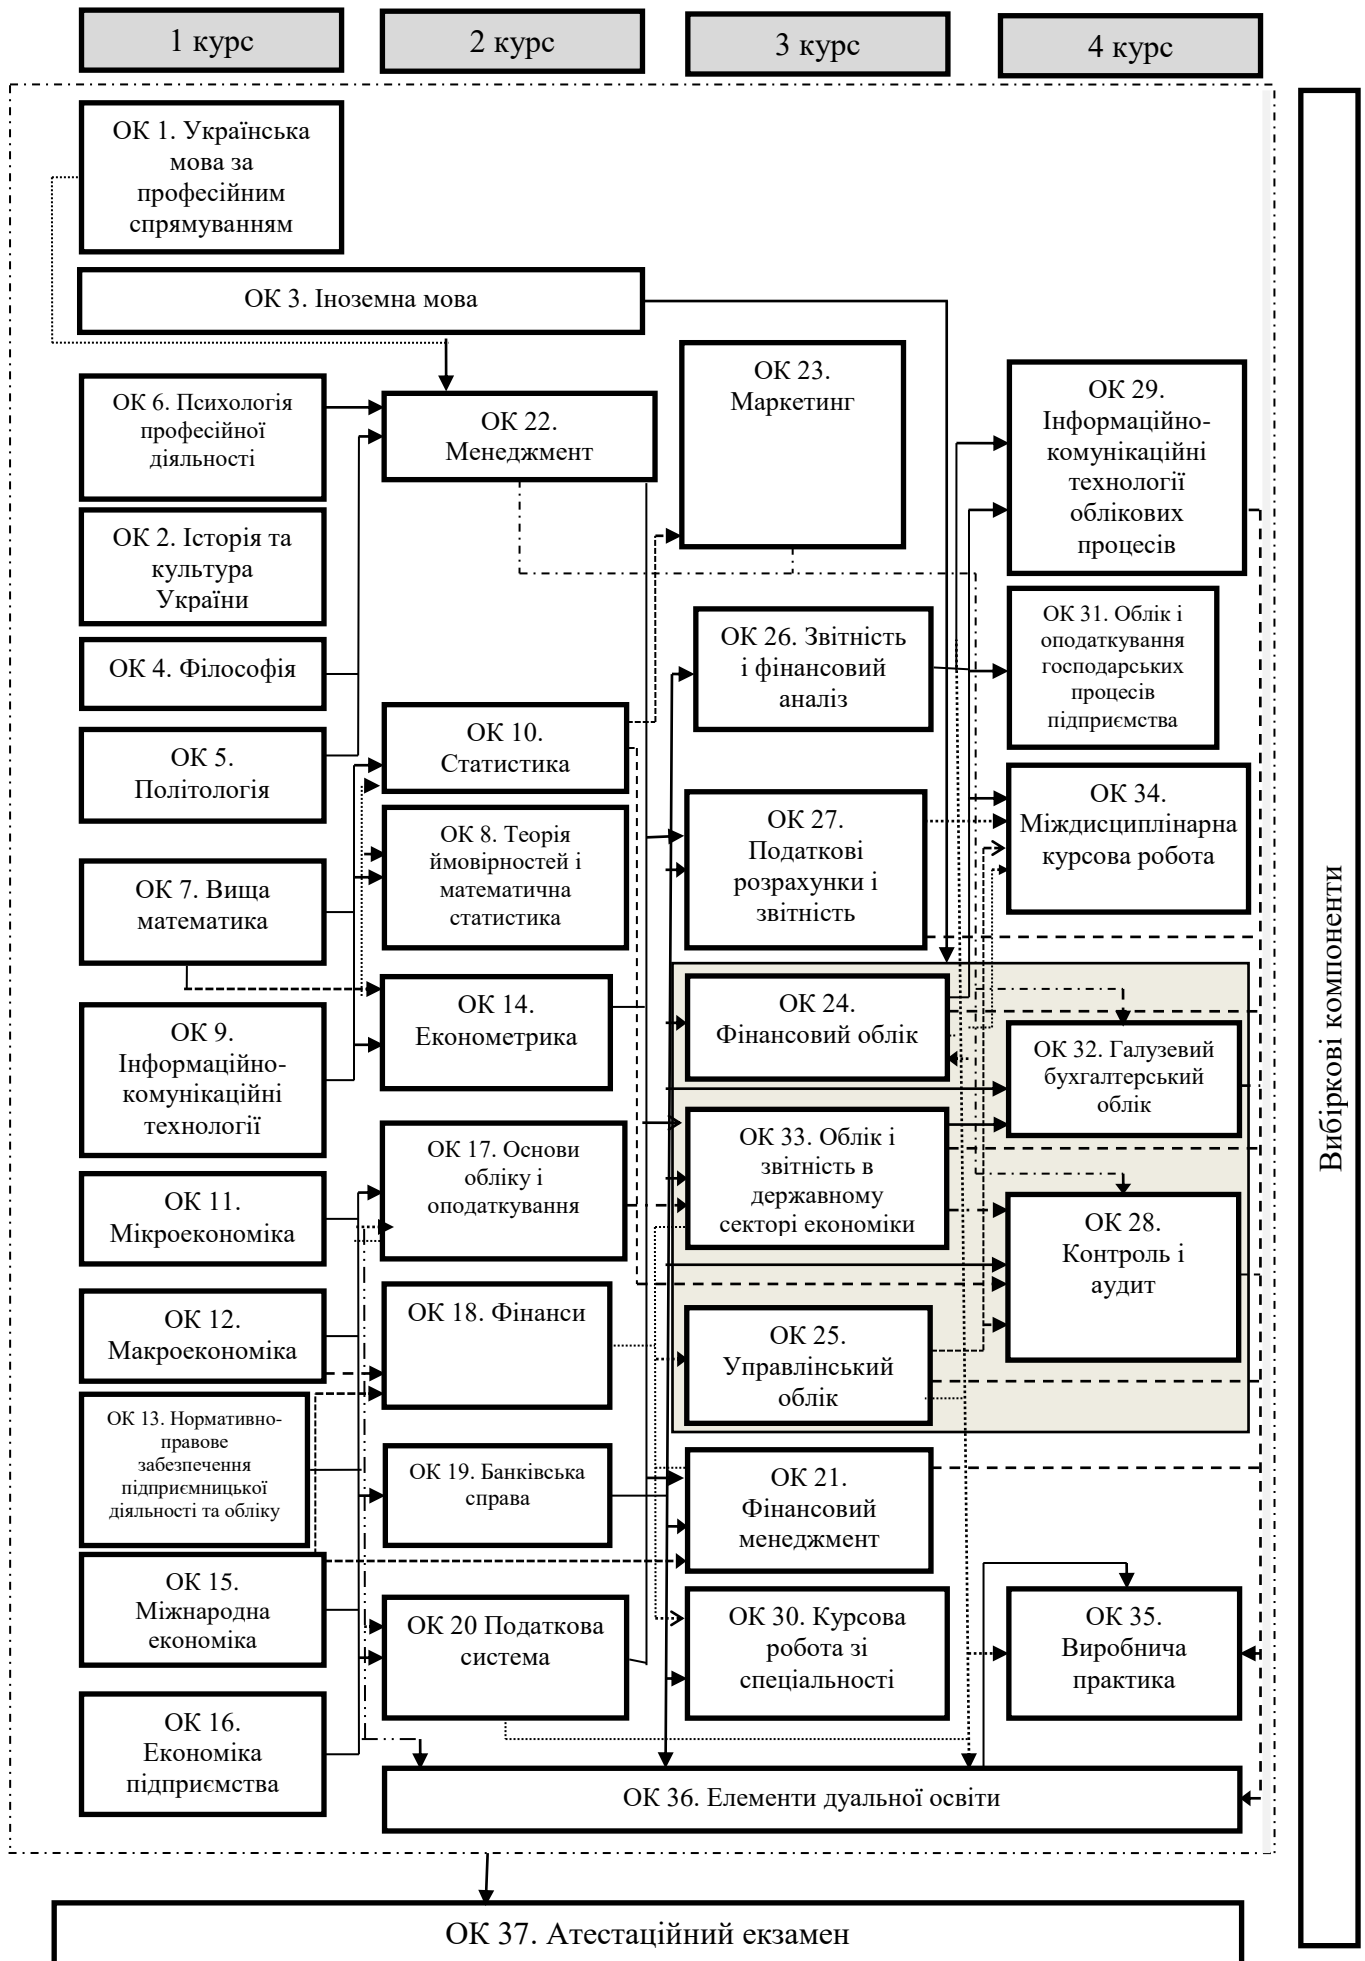 1 курс
2 курс
3 курс
4 курс
ОК 1. Українська
мова за
професійним
спрямуванням
ОК 3. Іноземна мова
ОК 6. Психологія
професійної
діяльності
ОК 2. Історія та
культура
України
ОК 4. Філософія
ОК 5.
Політологія
ОК 7. Вища
математика
ОК 9.
Інформаційно-
комунікаційні
технології
ОК 11.
Мікроекономіка
ОК 12.
Макроекономіка
ОК 13. Нормативно-
правове
забезпечення
підприємницької
діяльності та обліку
ОК 15.
Міжнародна
економіка
ОК 16.
Економіка
підприємства
ОК 22.
Менеджмент
ОК 10.
Статистика
ОК 8. Теорія
ймовірностей і
математична
статистика
ОК 14.
Економетрика
ОК 17. Основи
обліку і
оподаткування
ОК 18. Фінанси
ОК 19. Банківська
справа
ОК 20 Податкова
система
ОК 23.
Маркетинг
ОК 26. Звітність
і фінансовий
аналіз
ОК 27.
Податкові
розрахунки і
звітність
ОК 24.
Фінансовий облік
ОК 33. Облік і
звітність в
державному
секторі економіки
ОК 25.
Управлінський
облік
ОК 21.
Фінансовий
менеджмент
ОК 30. Курсова
робота зі
спеціальності
ОК 29.
Інформаційно-
комунікаційні
технології
облікових
процесів
ОК 31. Облік і
оподаткування
господарських
процесів
підприємства
ОК 34.
Міждисциплінарна
курсова робота
ОК 32. Галузевий
бухгалтерський
облік
ОК 28.
Контроль і
аудит
ОК 35.
Виробнича
практика
ОК 36. Елементи дуальної освіти
ОК 37. Атестаційний екзамен
Вибіркові компоненти